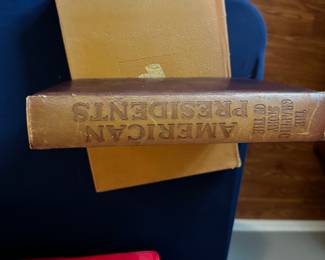 THE
GRAPHIC
STORY
OF THE
AMERICAN
PRESIDENTS